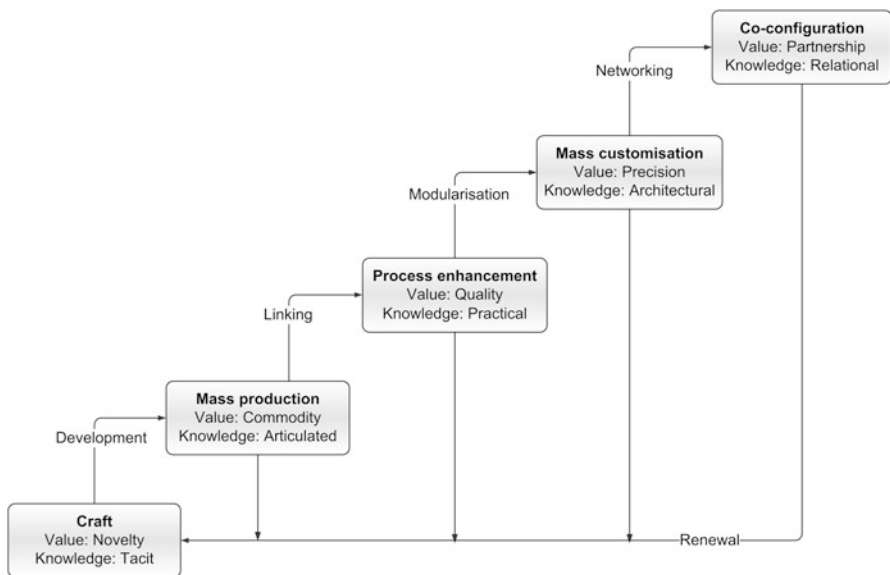 Co-configuration
Value: Partnership
Knowledge: Relational
Networking
Mass customisation
Value: Precision
Knowledge: Architectural
Modularisation
Process enhancement
Value: Quality
Knowledge: Practical
Linking
Mass production
Value: Commodity
Knowledge: Articulated
Development
Craft
Value: Novelty
Knowledge: Tacit
Renewal